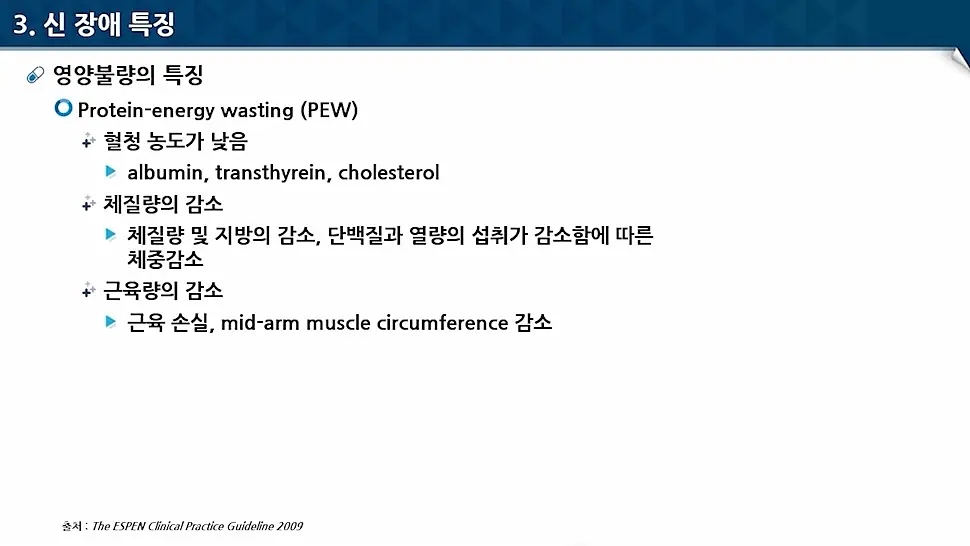 3. 신 장애 특징
영양불량의 특징
Protein-energy wasting (PEW)
혈청 농도가 낮음
albumin, transthyrein, cholesterol
체질량의 감소
체질량 및 지방의 감소, 단백질과 열량의 섭취가 감소함에 따른
체중감소
근육량의 감소
근육 손실, mid-arm muscle circumference 감소
출처 : The ESPEN Clinical Practice Guideline 2009